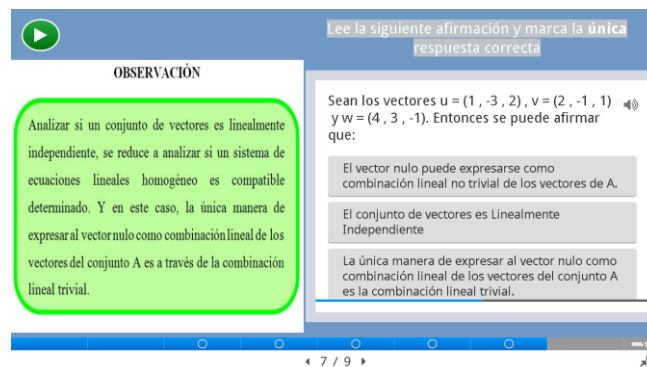 Lee la siguiente afirmación y marca la única
respuesta correcta
OBSERVACIÓN
Analizar si un conjunto de vectores es linealmente
independiente, se reduce a analizar si un sistema de
ecuaciones lineales homogéneo es compatible
determinado. Y en este caso, la única manera de
expresar al vector nulo como combinación lineal de los
vectores del conjunto A es a través de la combinación
lineal trivial.
Sean los vectores u = (1 , -3 , 2) , v = (2 , -1 , 1)
y w = (4 , 3 , -1). Entonces se puede afirmar
que:
El vector nulo puede expresarse como
combinación lineal no trivial de los vectores de A.
El conjunto de vectores es Linealmente
Independiente
La única manera de expresar al vector nulo como
combinación lineal de los vectores del conjunto A
es la combinación lineal trivial.
7 / 9